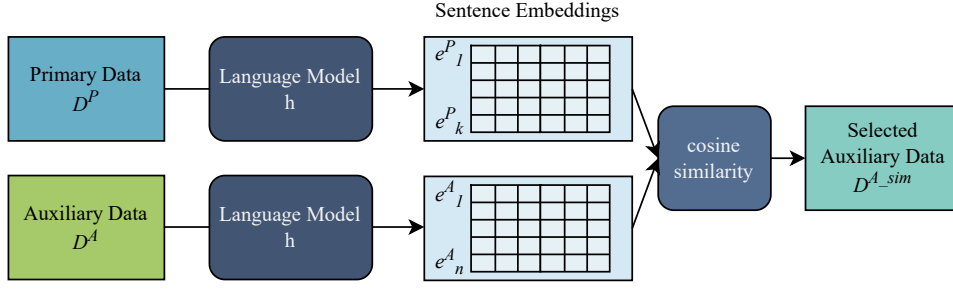 Sentence Embeddings
Primary Data
D^P
Language Model
h
e^P_1
e^P_k
cosine
similarity
Selected
Auxiliary Data
D^{A_sim}
Auxiliary Data
D^A
Language Model
h
e^A_1
e^A_n